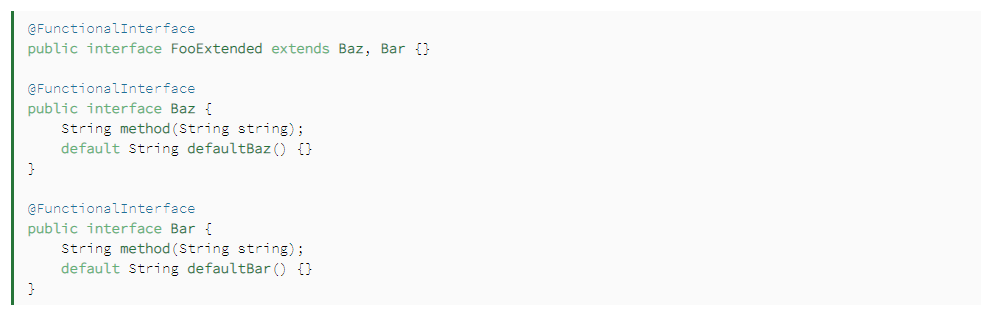 @FunctionalInterface
public interface FooExtended extends Baz, Bar {}
@FunctionalInterface
public interface Baz {
    String method(String string);
    default String defaultBaz() {}
}
@FunctionalInterface
public interface Bar {
    String method(String string);
    default String defaultBar() {}
}